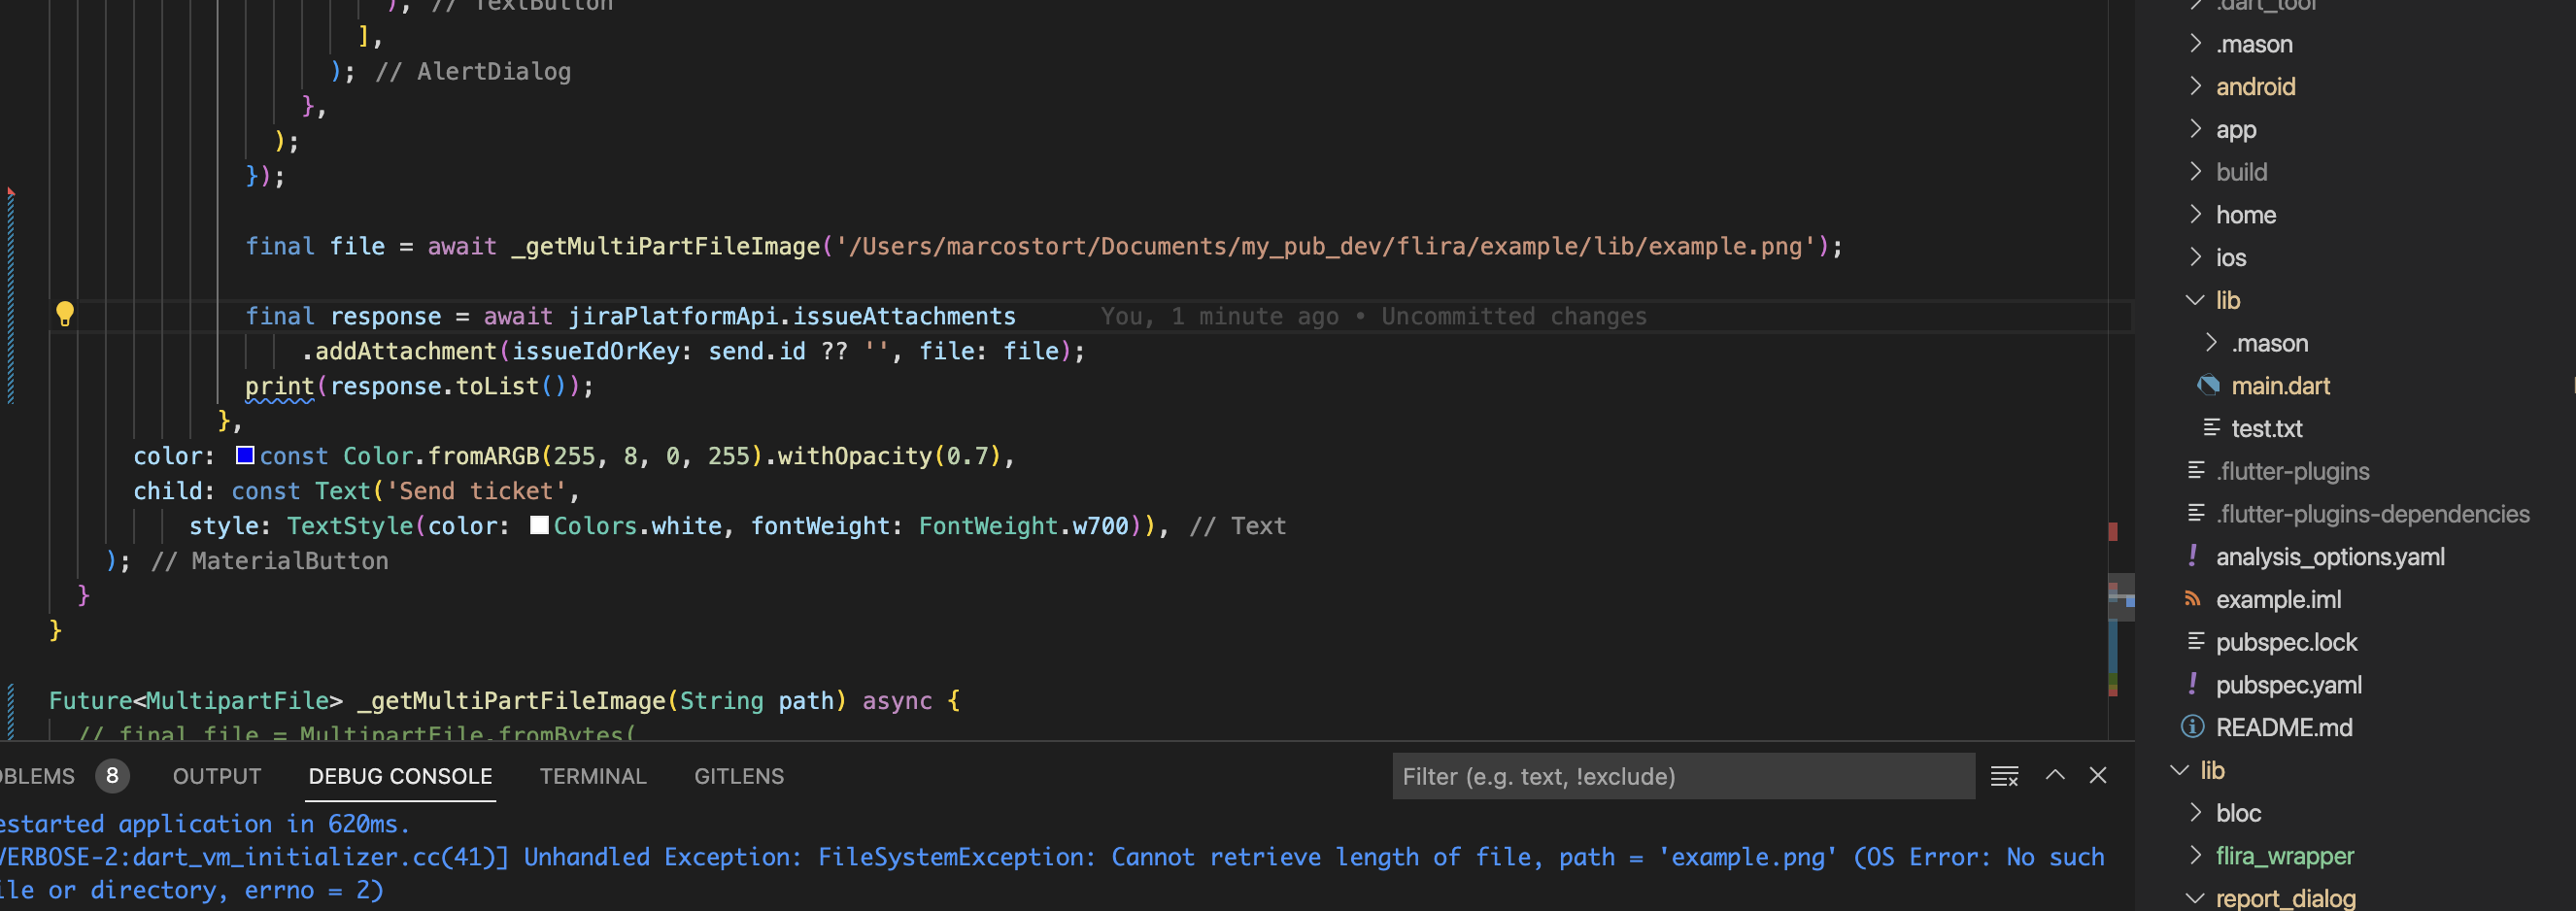 ), // TextButton
],
); // AlertDialog
},
);
});
final file = await _getMultiPartFileImage('/Users/marcostort/Documents/my_pub_dev/flira/example/lib/example.png');
final response = await jiraPlatformApi.issueAttachments You, 1 minute ago • Uncommitted changes
.addAttachment(issueIdOrKey: send.id ?? '', file: file);
print(response.toList());
},
color: const Color.fromARGB(255, 8, 0, 255).withOpacity(0.7),
child: const Text('Send ticket',
style: TextStyle(color: Colors.white, fontWeight: FontWeight.w700)), // Text
); // MaterialButton
}
}
Future<MultipartFile> _getMultiPartFileImage(String path) async {
// final file = MultipartFile.fromBytes(
OBLEMS 8 OUTPUT DEBUG CONSOLE TERMINAL GITLENS Filter (e.g. text, !exclude)
estarted application in 620ms.
VERBOSE-2:dart_vm_initializer.cc(41)] Unhandled Exception: FileSystemException: Cannot retrieve length of file, path = 'example.png' (OS Error: No such
ile or directory, errno = 2)
.dart_tool
.mason
android
app
build
home
ios
lib
.mason
main.dart
test.txt
.flutter-plugins
.flutter-plugins-dependencies
! analysis_options.yaml
example.iml
pubspec.lock
! pubspec.yaml
README.md
lib
bloc
flira_wrapper
report_dialog